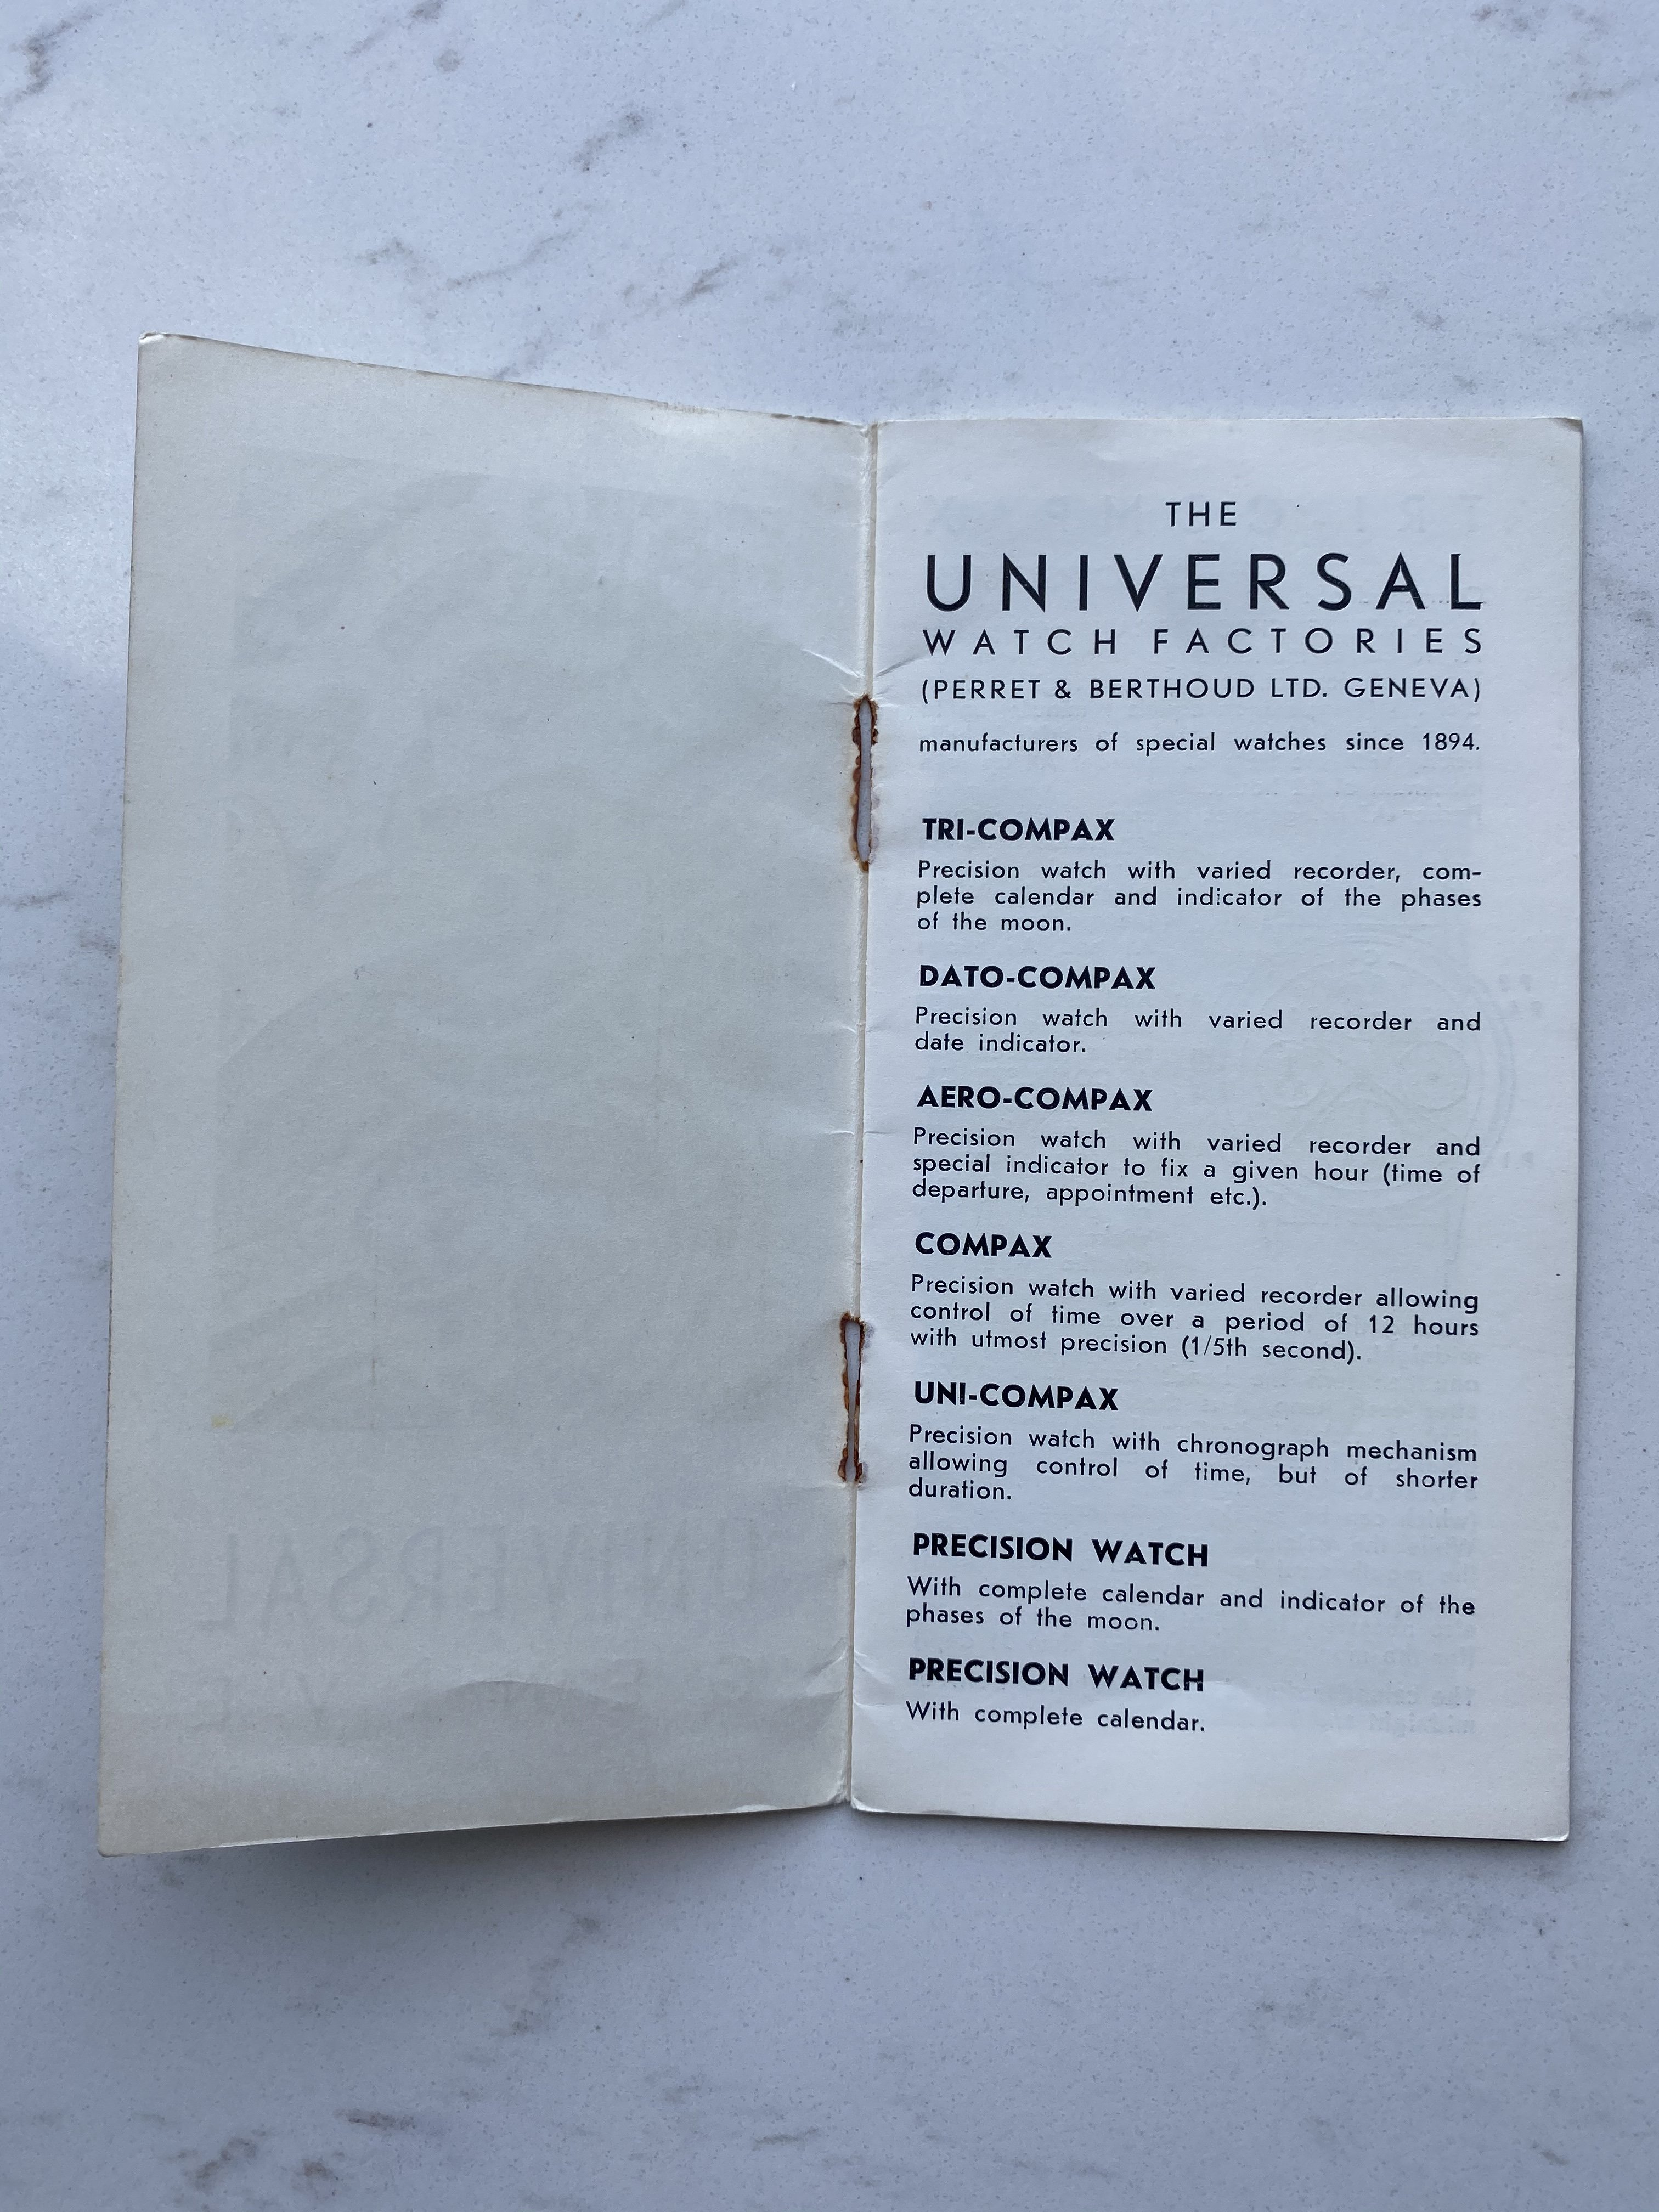 THE
UNIVERSAL
WATCH FACTORIES
(PERRET & BERTHOUD LTD. GENEVA)
manufacturers of special watches since 1894.
TRI-COMPAX
Precision watch with varied recorder, com-
plete calendar and indicator of the phases
of the moon.
DATO-COMPAX
Precision watch with varied recorder and
date indicator.
AERO-COMPAX
Precision watch with varied recorder and
special indicator to fix a given hour (time of
departure, appointment etc.).
COMPAX
Precision watch with varied recorder allowing
control of time over a period of 12 hours
with utmost precision (1/5th second).
UNI-COMPAX
Precision watch with chronograph mechanism
allowing control of time, but of shorter
duration.
PRECISION WATCH
With complete calendar and indicator of the
phases of the moon.
PRECISION WATCH
With complete calendar.